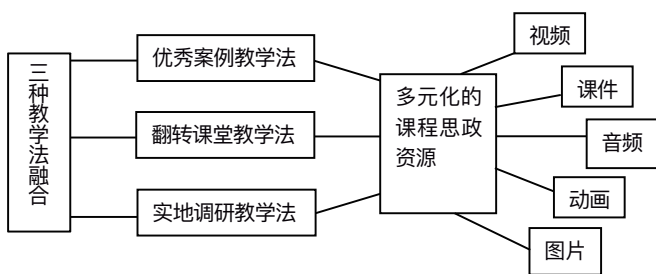 三种教学法融合
优秀案例教学法
翻转课堂教学法
实地调研教学法
多元化的
课程思政
资源
视频
课件
音频
动画
图片